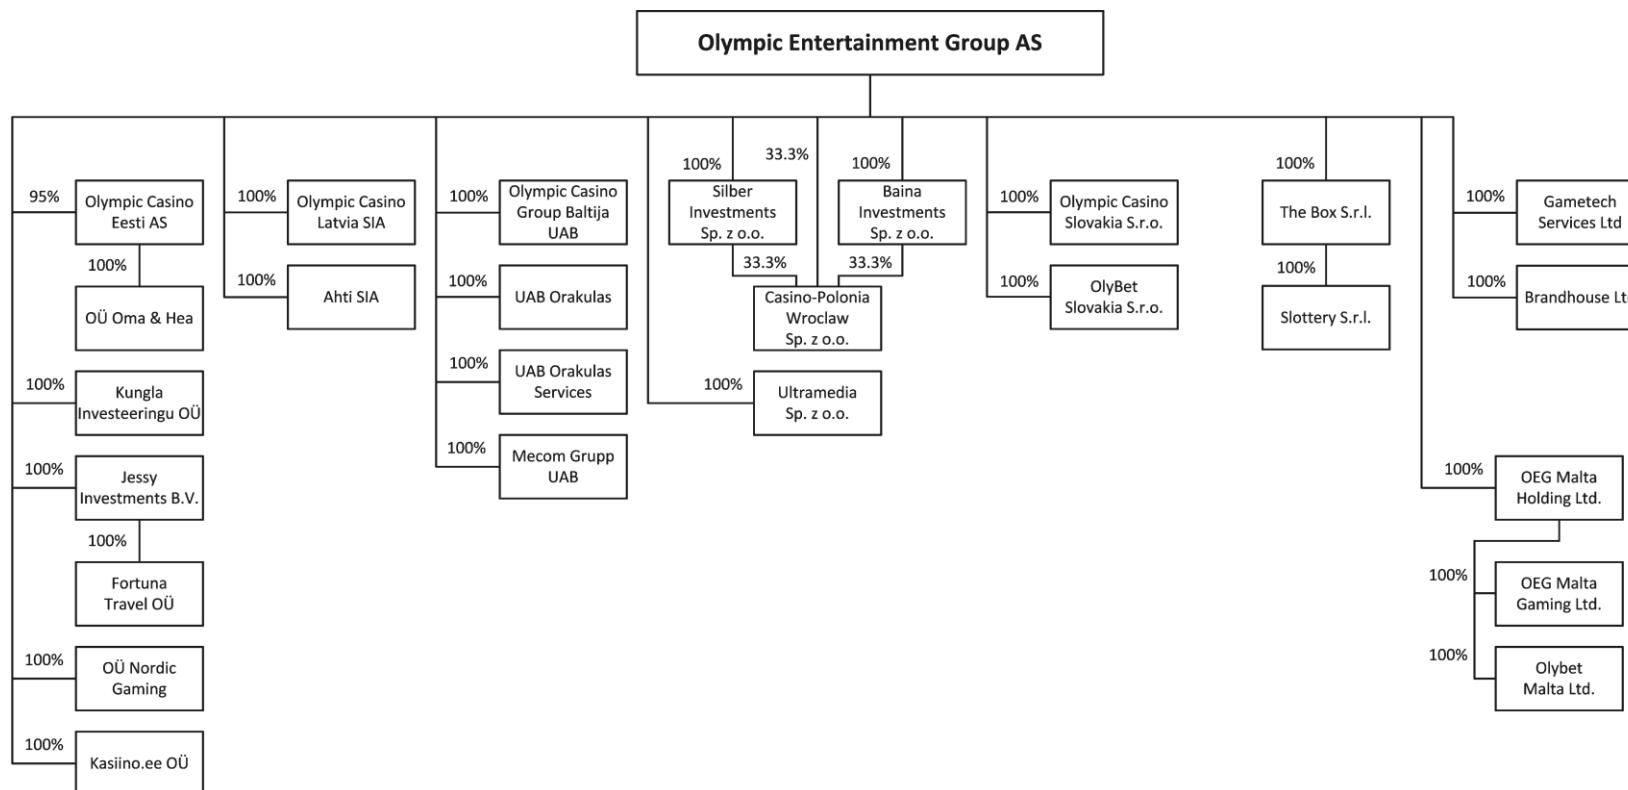 Olympic Entertainment Group AS
95%
Olympic Casino
Eesti AS
100%
OÜ Oma & Hea
100%
Kungla
Investeeringu OÜ
100%
Jessy
Investments B.V.
100%
Fortuna
Travel OÜ
100%
OÜ Nordic
Gaming
100%
Kasiino.ee OÜ
100%
Olympic Casino
Latvia SIA
100%
Ahti SIA
100%
Olympic Casino
Group Baltija
UAB
100%
UAB Orakulas
100%
UAB Orakulas
Services
100%
Mecom Grupp
UAB
100%
Silber
Investments
Sp. z o.o.
33.3%
33.3%
100%
Baina
Investments
Sp. z o.o.
33.3%
Casino-Polonia
Wroclaw
Sp. z o.o.
100%
Ultramedia
Sp. z o.o.
100%
Olympic Casino
Slovakia S.r.o.
100%
OlyBet
Slovakia S.r.o.
100%
The Box S.r.l.
100%
Slottery S.r.l.
100%
Gametech
Services Ltd
100%
Brandhouse Lt
100%
OEG Malta
Holding Ltd.
100%
OEG Malta
Gaming Ltd.
100%
Olybet
Malta Ltd.